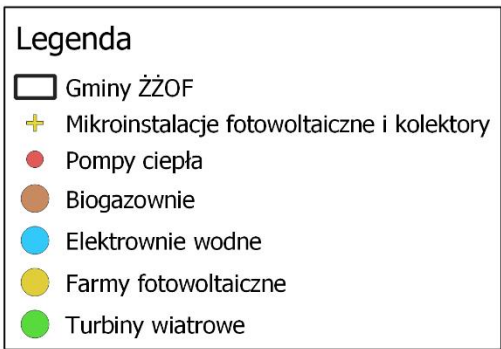 Legenda
Gminy ŻŻOF
Mikroinstalacje fotowoltaiczne i kolektory
Pompy ciepła
Biogazownie
Elektrownie wodne
Farmy fotowoltaiczne
Turbiny wiatrowe